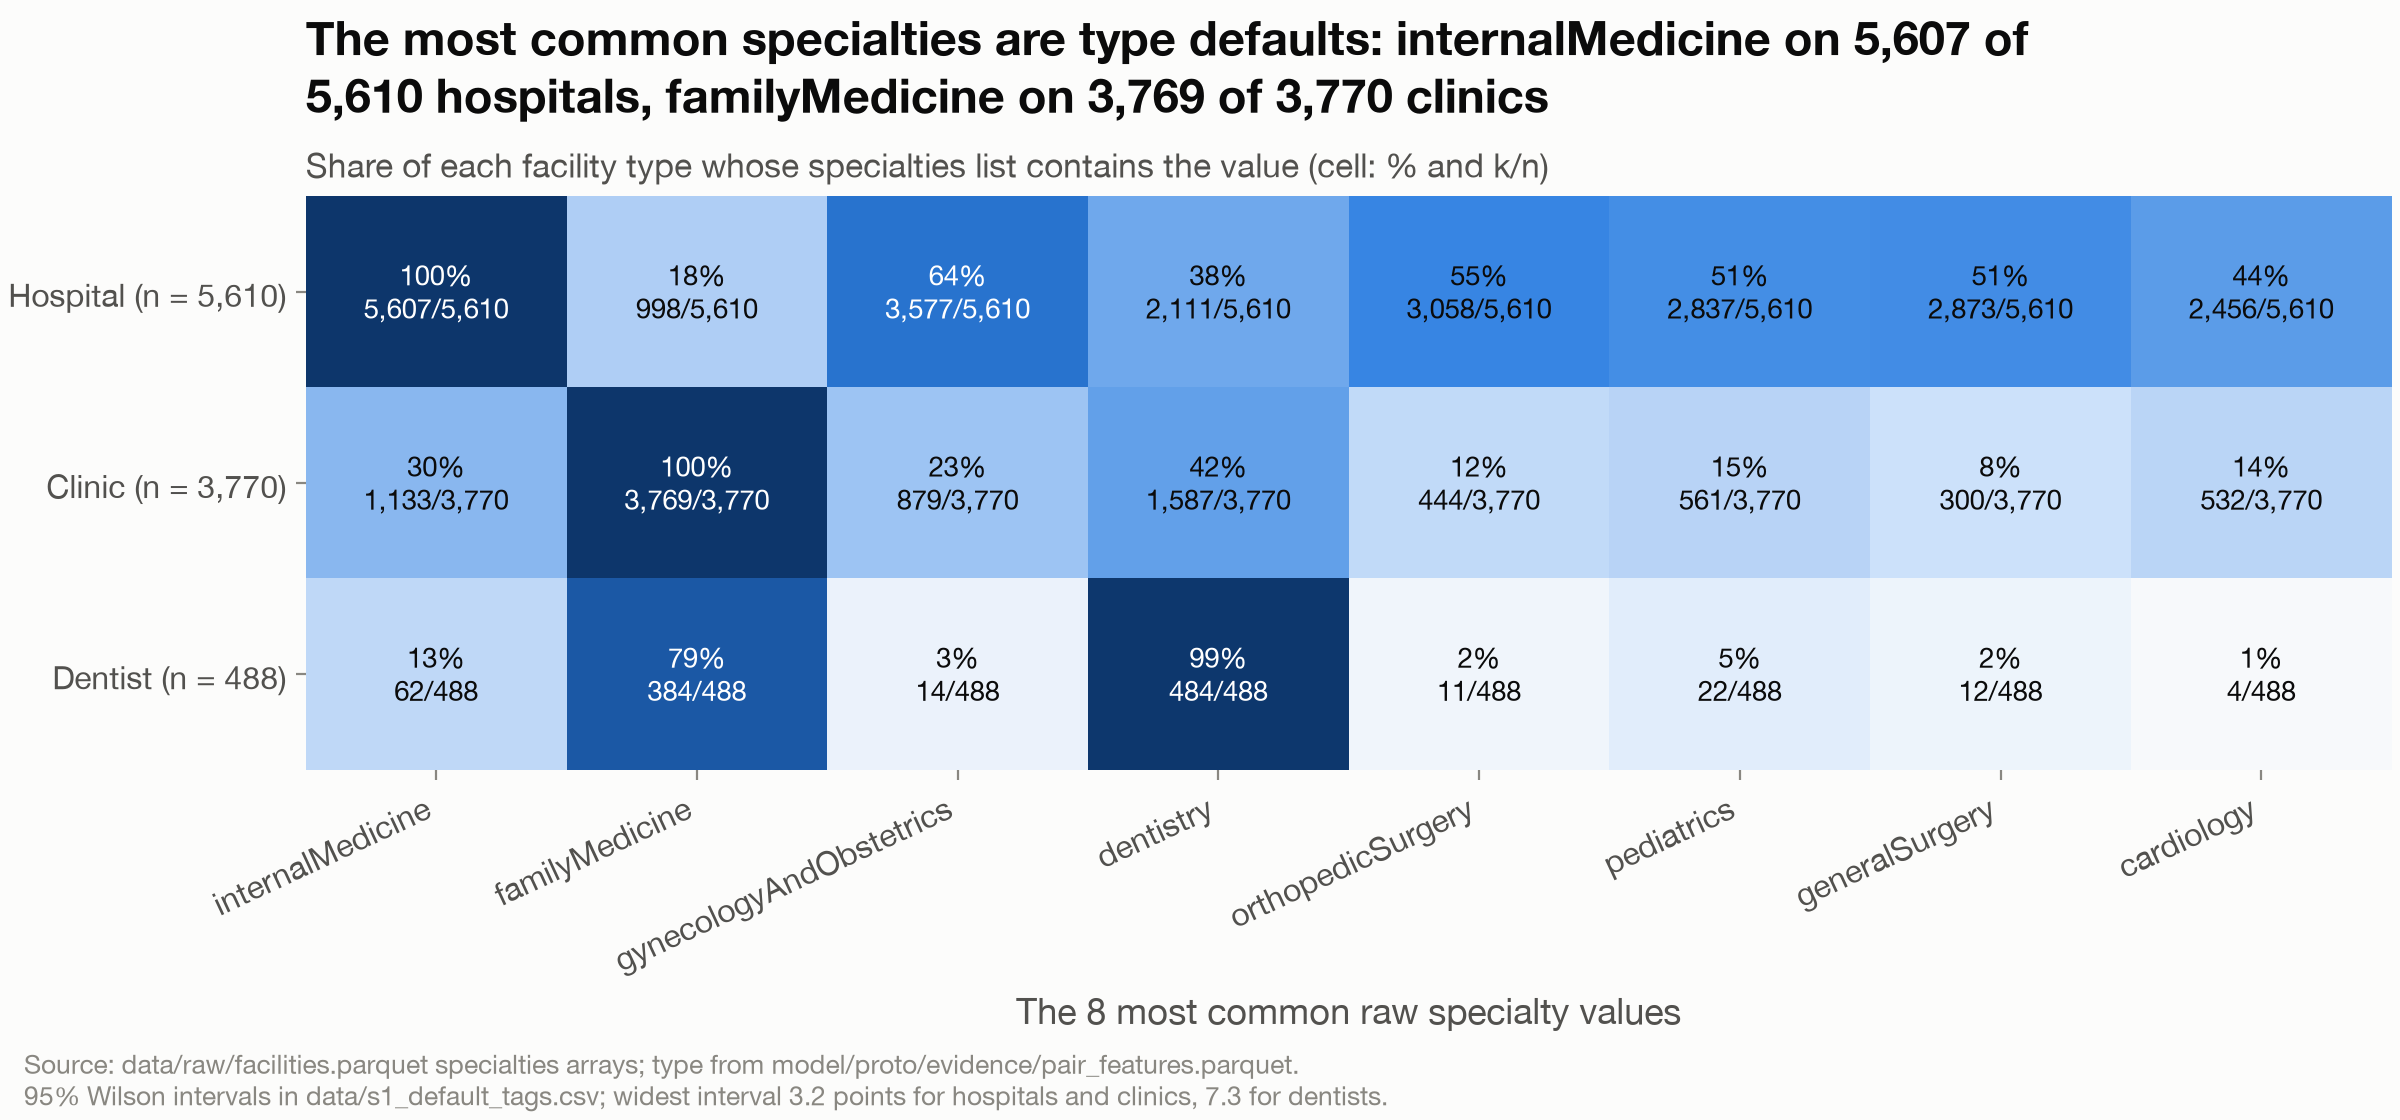 The most common specialties are type defaults: internalMedicine on 5,607 of
5,610 hospitals, familyMedicine on 3,769 of 3,770 clinics
Share of each facility type whose specialties list contains the value (cell: % and k/n)
Hospital (n = 5,610)
100%
5,607/5,610
18%
998/5,610
64%
3,577/5,610
38%
2,111/5,610
55%
3,058/5,610
51%
2,837/5,610
51%
2,873/5,610
44%
2,456/5,610
Clinic (n = 3,770)
30%
1,133/3,770
100%
3,769/3,770
23%
879/3,770
42%
1,587/3,770
12%
444/3,770
15%
561/3,770
8%
300/3,770
14%
532/3,770
Dentist (n = 488)
13%
62/488
79%
384/488
3%
14/488
99%
484/488
2%
11/488
5%
22/488
2%
12/488
1%
4/488
internalMedicine
familyMedicine
gynecologyAndObstetrics
dentistry
orthopedicSurgery
pediatrics
generalSurgery
cardiology
The 8 most common raw specialty values
Source: data/raw/facilities.parquet specialties arrays; type from model/proto/evidence/pair_features.parquet.
95% Wilson intervals in data/s1_default_tags.csv; widest interval 3.2 points for hospitals and clinics, 7.3 for dentists.